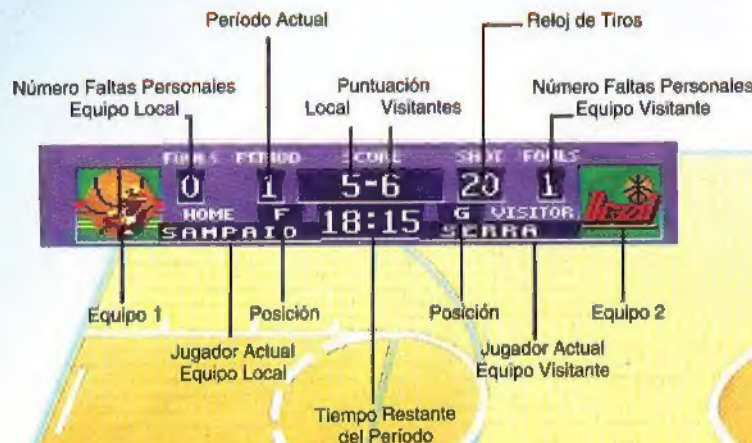 Período Actual
Reloj de Tiros
Número Faltas Personales
Equipo Local
Puntuación
Local Visitantes
Número Faltas Personales
Equipo Visitante
FOULS PERIOD SCORE SHOT FOULS
0 1 5-6 20 1
HOME F 18:15 G VISITOR
SAMPAIO SERRA
Equipo 1
Posición
Posición
Equipo 2
Jugador Actual
Equipo Local
Jugador Actual
Equipo Visitante
Tiempo Restante
del Período